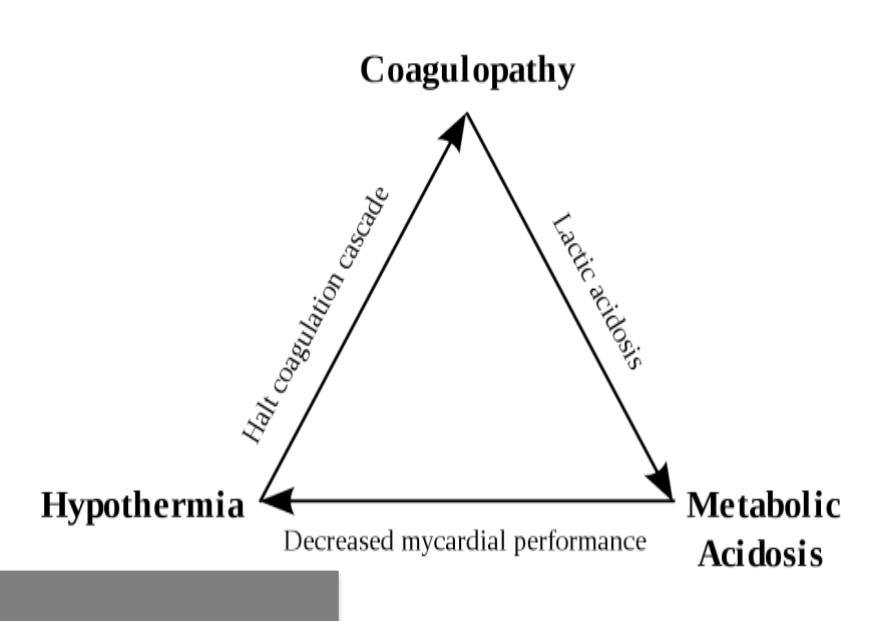 Coagulopathy
Halt coagulation cascade
Lactic acidosis
Hypothermia
Metabolic
Acidosis
Decreased mycardial performance